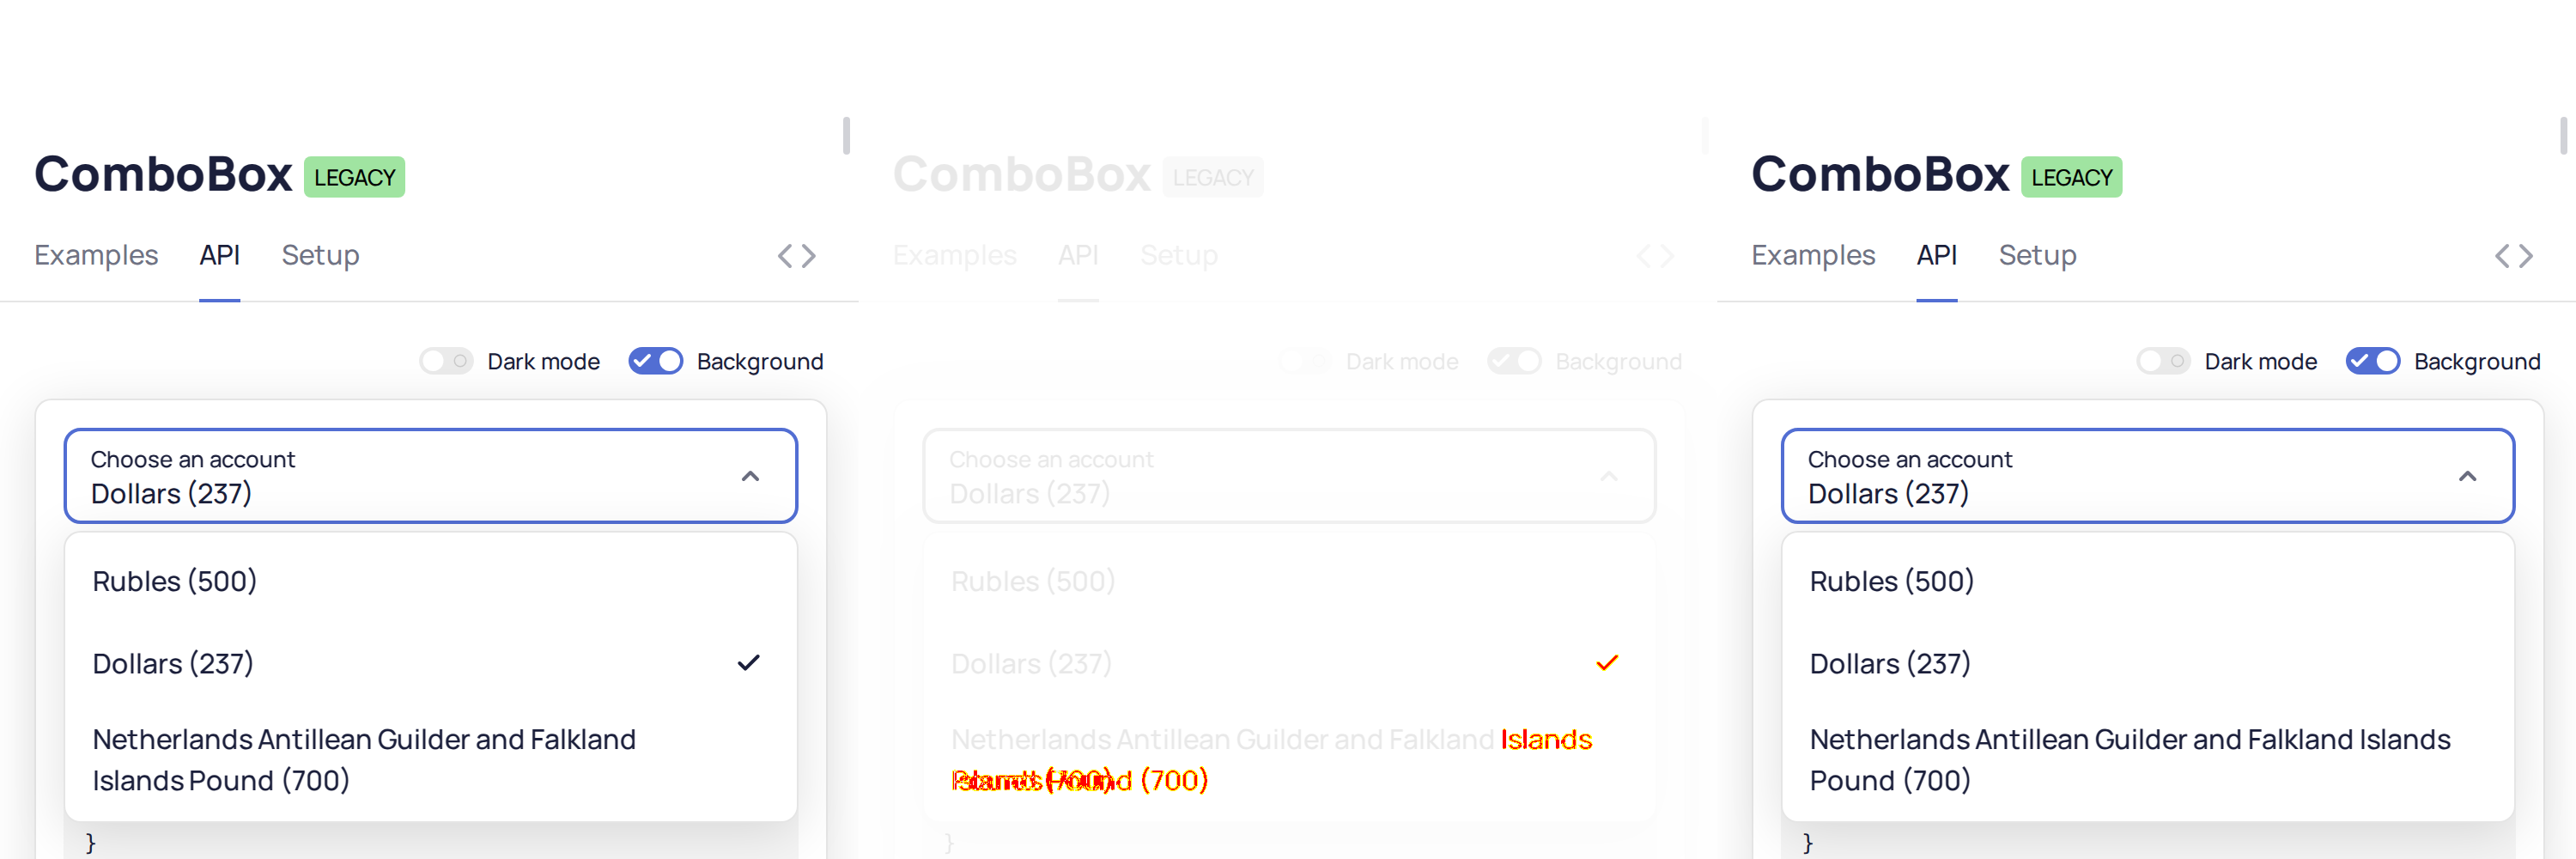 ComboBox LEGACY
Examples API Setup
Dark mode Background
Choose an account
Dollars (237)
Rubles (500)
Dollars (237)
Netherlands Antillean Guilder and Falkland
Islands Pound (700)
}
ComboBox LEGACY
Examples API Setup
Dark mode Background
Choose an account
Dollars (237)
Rubles (500)
Dollars (237)
Netherlands Antillean Guilder and Falkland Islands
(700)
}
ComboBox LEGACY
Examples API Setup
Dark mode Background
Choose an account
Dollars (237)
Rubles (500)
Dollars (237)
Netherlands Antillean Guilder and Falkland Islands
Pound (700)
}